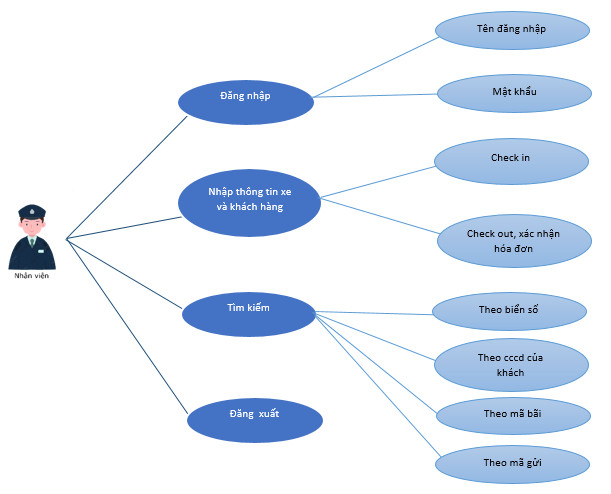 Tên đăng nhập
Đăng nhập
Mật khẩu
Check in
Nhập thông tin xe
và khách hàng
Check out, xác nhận
hóa đơn
Nhận viện
Tìm kiếm
Theo biển số
Theo cccd của
khách
Theo mã bãi
Đăng xuất
Theo mã gửi